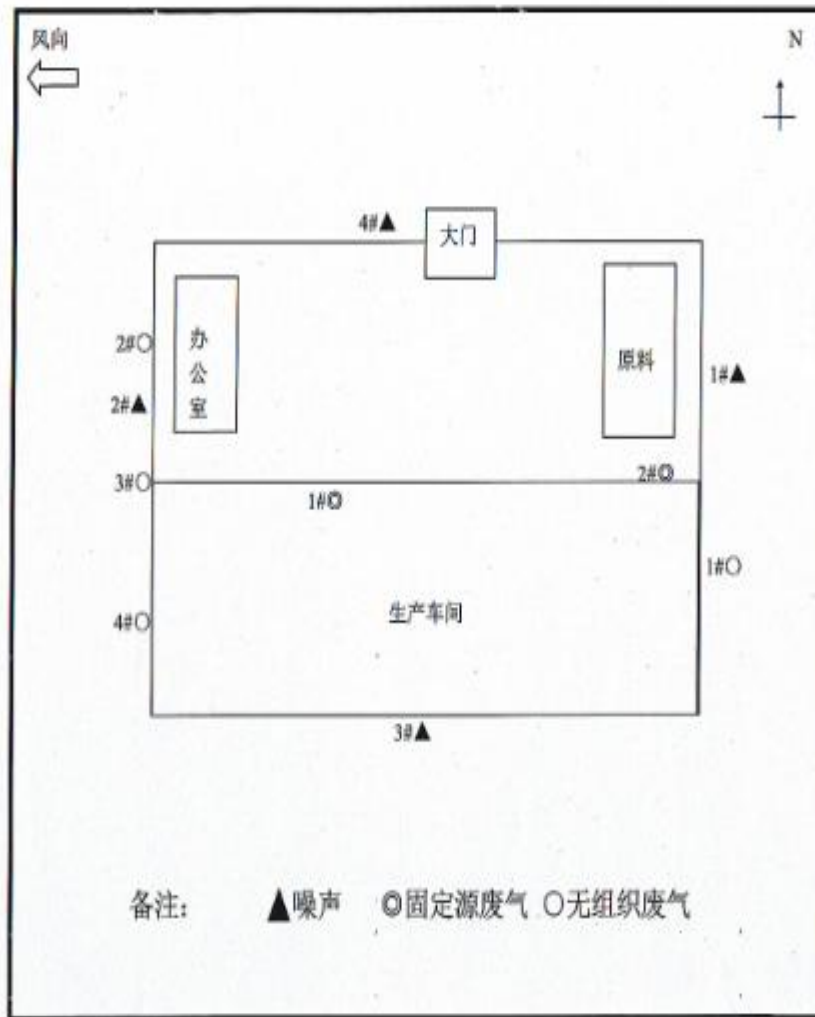 风向
N
4#▲
大门
2#○
办公室
原料
1#▲
2#▲
3#○
2#◎
1#◎
1#○
4#○
生产车间
3#▲
备注： ▲噪声 ◎固定源废气 ○无组织废气